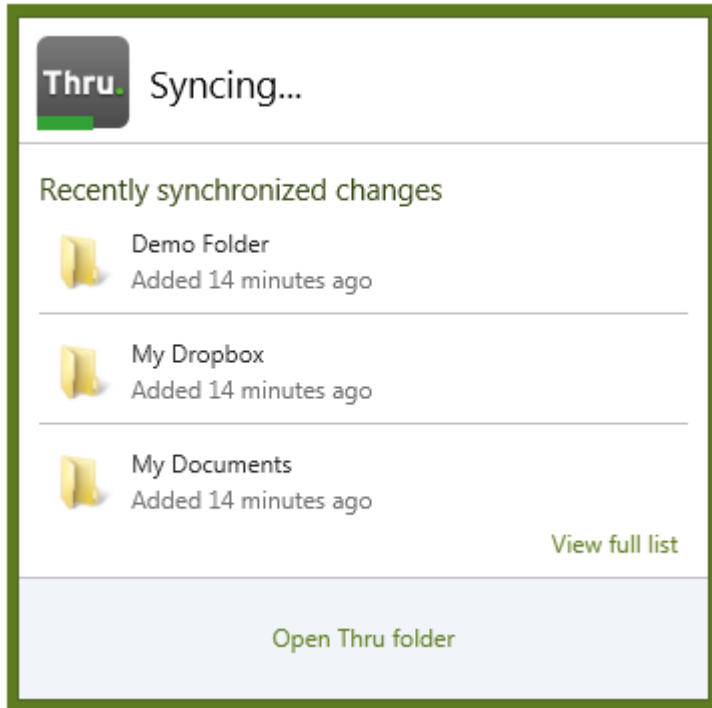 Thru.
Syncing...
Recently synchronized changes
Demo Folder
Added 14 minutes ago
My Dropbox
Added 14 minutes ago
My Documents
Added 14 minutes ago
View full list
Open Thru folder